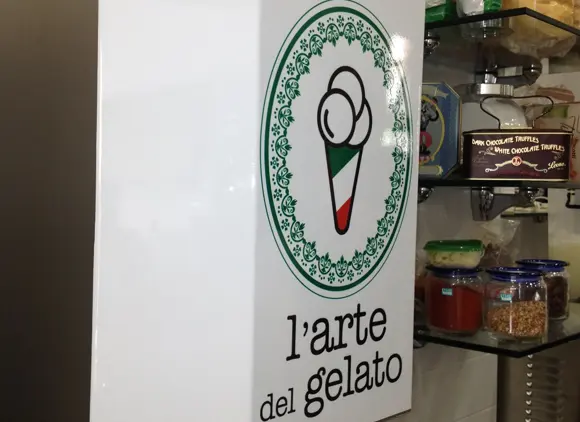 l'arte
del gelato
DARK CHOCOLATE TRUFFLES
WHITE CHOCOLATE TRUFFLES